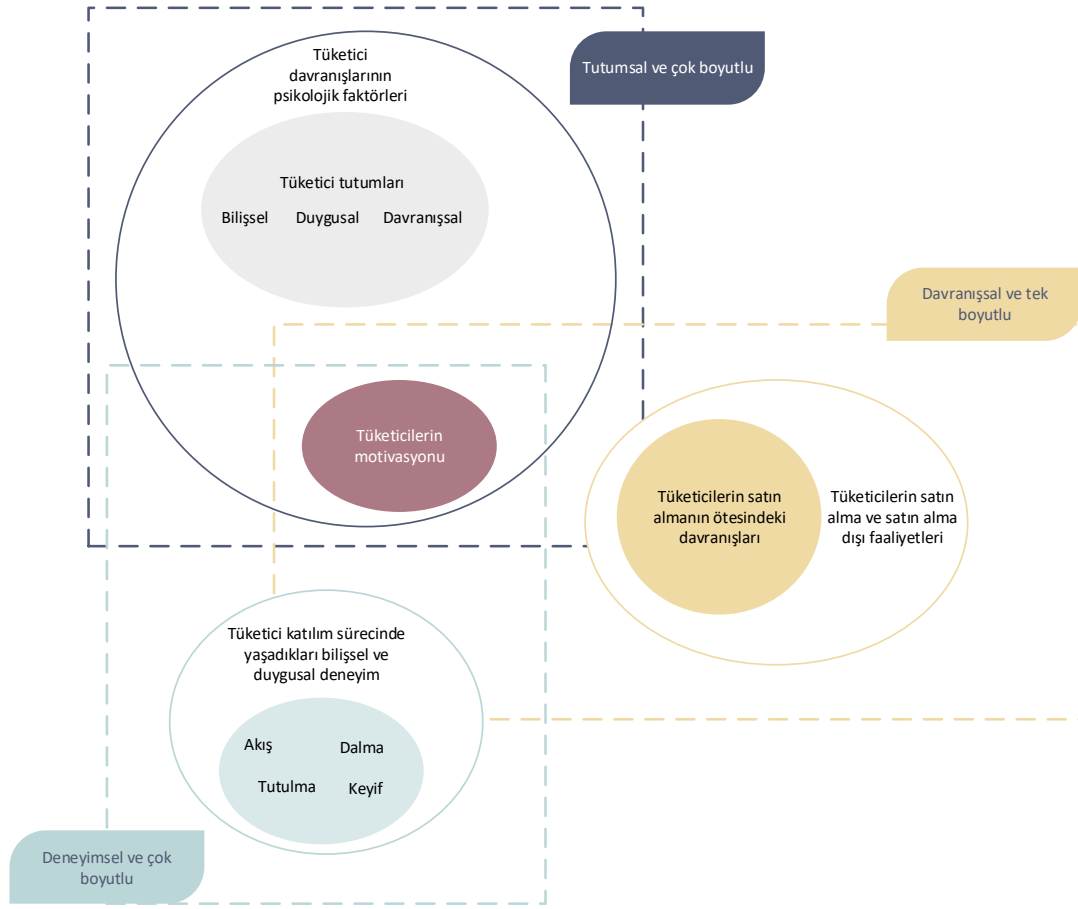 Tüketici
davranışlarının
psikolojik faktörleri
Tutumsal ve çok boyutlu
Tüketici tutumları
Bilişsel Duygusal Davranışsal
Davranışsal ve tek
boyutlu
Tüketicilerin
motivasyonu
Tüketicilerin satın
almanın ötesindeki
davranışları
Tüketicilerin satın
alma ve satın alma
dışı faaliyetleri
Tüketici katılım sürecinde
yaşadıkları bilişsel ve
duygusal deneyim
Akış Dalma
Tutulma Keyif
Deneyimsel ve çok
boyutlu